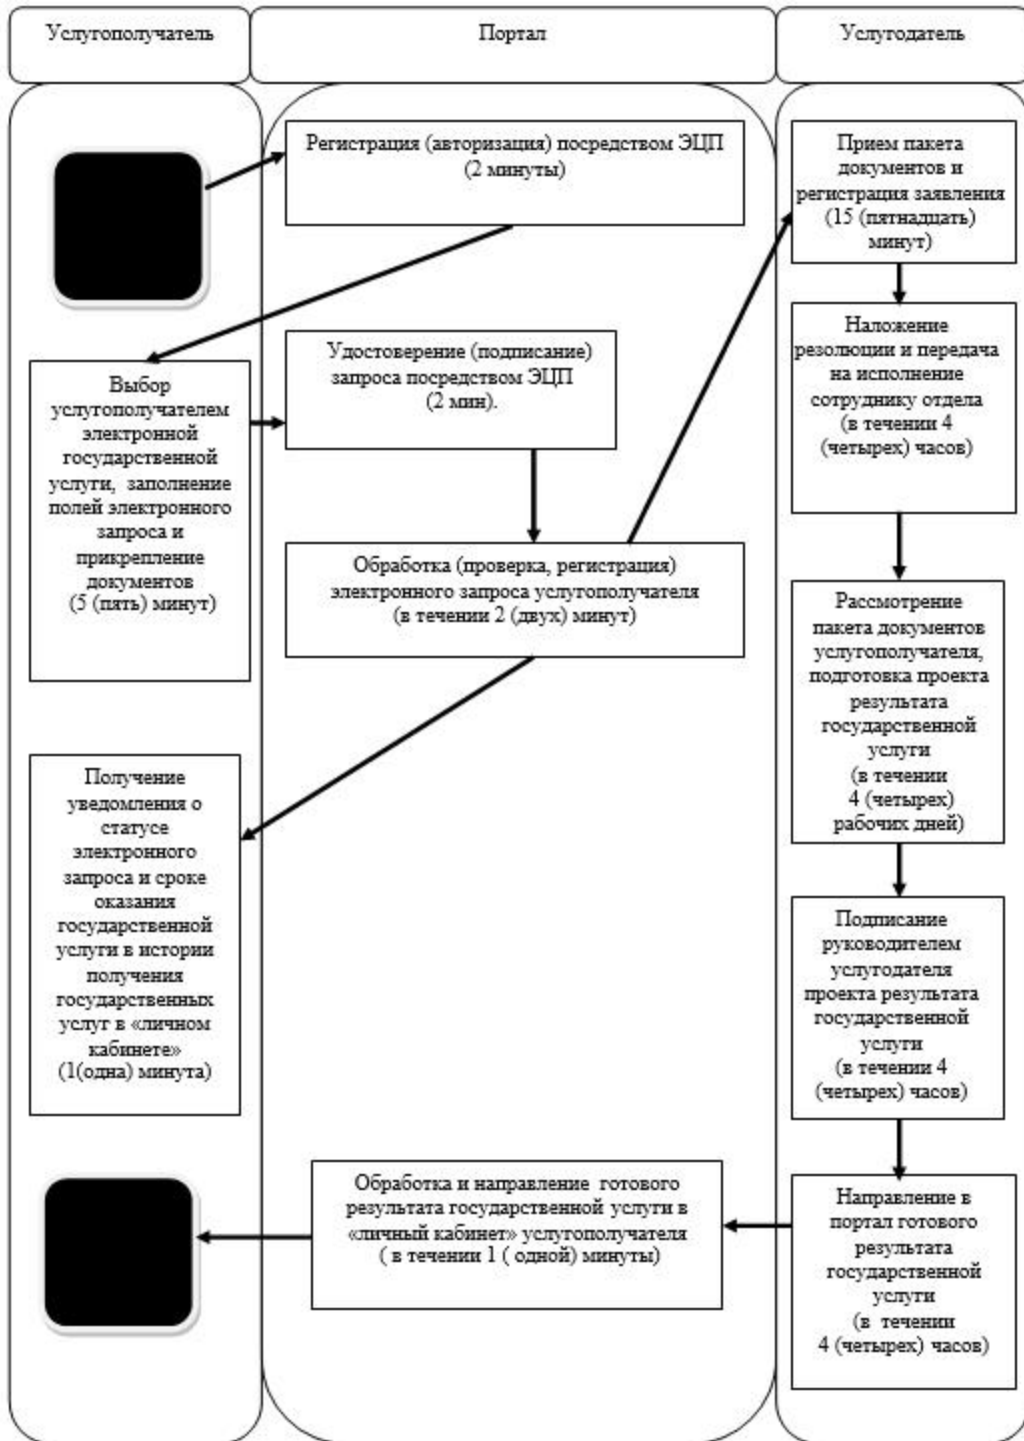 Услугополучатель
Портал
Услугодатель
Регистрация (авторизация) посредством ЭЦП
(2 минуты)
Прием пакета
документов и
регистрация заявления
(15 (пятнадцать)
минут)
Удостоверение (подписание)
запроса посредством ЭЦП
(2 мин).
Наложение
резолюции и передача
на исполнение
сотруднику отдела
(в течении 4
(четырех) часов)
Выбор
услугополучателем
электронной
государственной
услуги, заполнение
полей электронного
запроса и
прикрепление
документов
(5 (пять) минут)
Обработка (проверка, регистрация)
электронного запроса услугополучателя
(в течении 2 (двух) минут)
Рассмотрение
пакета документов
услугополучателя,
подготовка проекта
результата
государственной
услуги
(в течении
4 (четырех)
рабочих дней)
Получение
уведомления о
статусе
электронного
запроса и сроке
оказания
государственной
услуги в истории
получения
государственных
услуг в «личном
кабинете»
(1(одна) минута)
Подписание
руководителем
услугодателя
проекта результата
государственной
услуги
(в течении 4
(четырех) часов)
Обработка и направление готового
результата государственной услуги в
«личный кабинет» услугополучателя
( в течении 1 ( одной) минуты)
Направление в
портал готового
результата
государственной
услуги
(в течении
4 (четырех) часов)